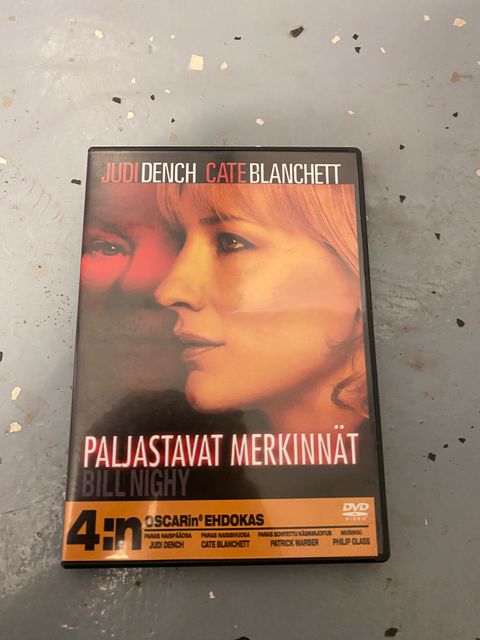 JUDI DENCH CATE BLANCHETT
PALJASTAVAT MERKINNÄT
BILL NIGHY
4:n OSCARin® EHDOKAS
PARAS NAISPÄÄOSA PARAS NAISSIVUOSA PARAS SOVITETTU KÄSIKIRJOITUS MUSIIKKI
JUDI DENCH CATE BLANCHETT PATRICK MARBER PHILIP GLASS
DVD
VIDEO